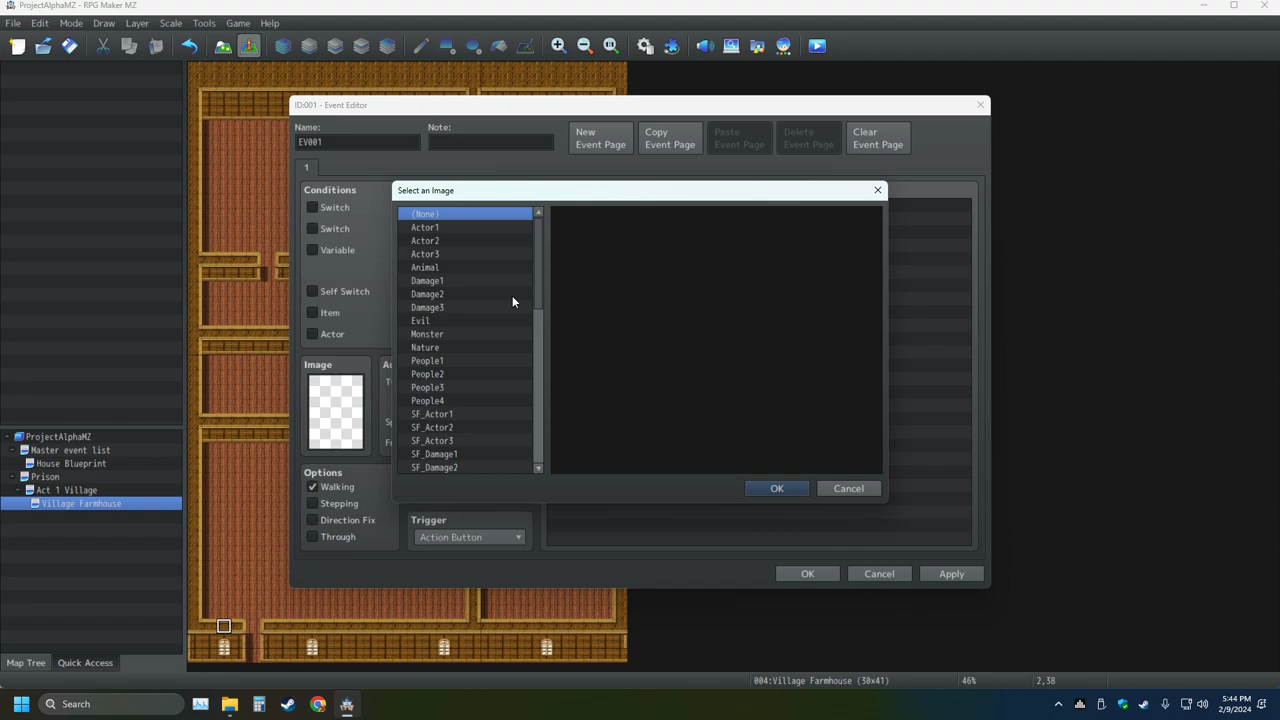 ProjectAlphaMZ - RPG Maker MZ
File Edit Mode Draw Layer Scale Tools Game Help
ID:001 - Event Editor
Name:
Note:
EV001
New
Event Page
Copy
Event Page
Paste
Event Page
Delete
Event Page
Clear
Event Page
1
Conditions
Switch
Switch
Variable
Self Switch
Item
Actor
Image
Options
Walking
Stepping
Direction Fix
Through
Select an Image
(None)
Actor1
Actor2
Actor3
Animal
Damage1
Damage2
Damage3
Evil
Monster
Nature
People1
People2
People3
People4
SF_Actor1
SF_Actor2
SF_Actor3
SF_Damage1
SF_Damage2
OK
Cancel
Trigger
Action Button
OK
Cancel
Apply
ProjectAlphaMZ
Master event list
House Blueprint
Prison
Act 1 Village
Village Farmhouse
Map Tree Quick Access
004:Village Farmhouse (30x41) 46% 2,38
Search
5:44 PM
2/9/2024